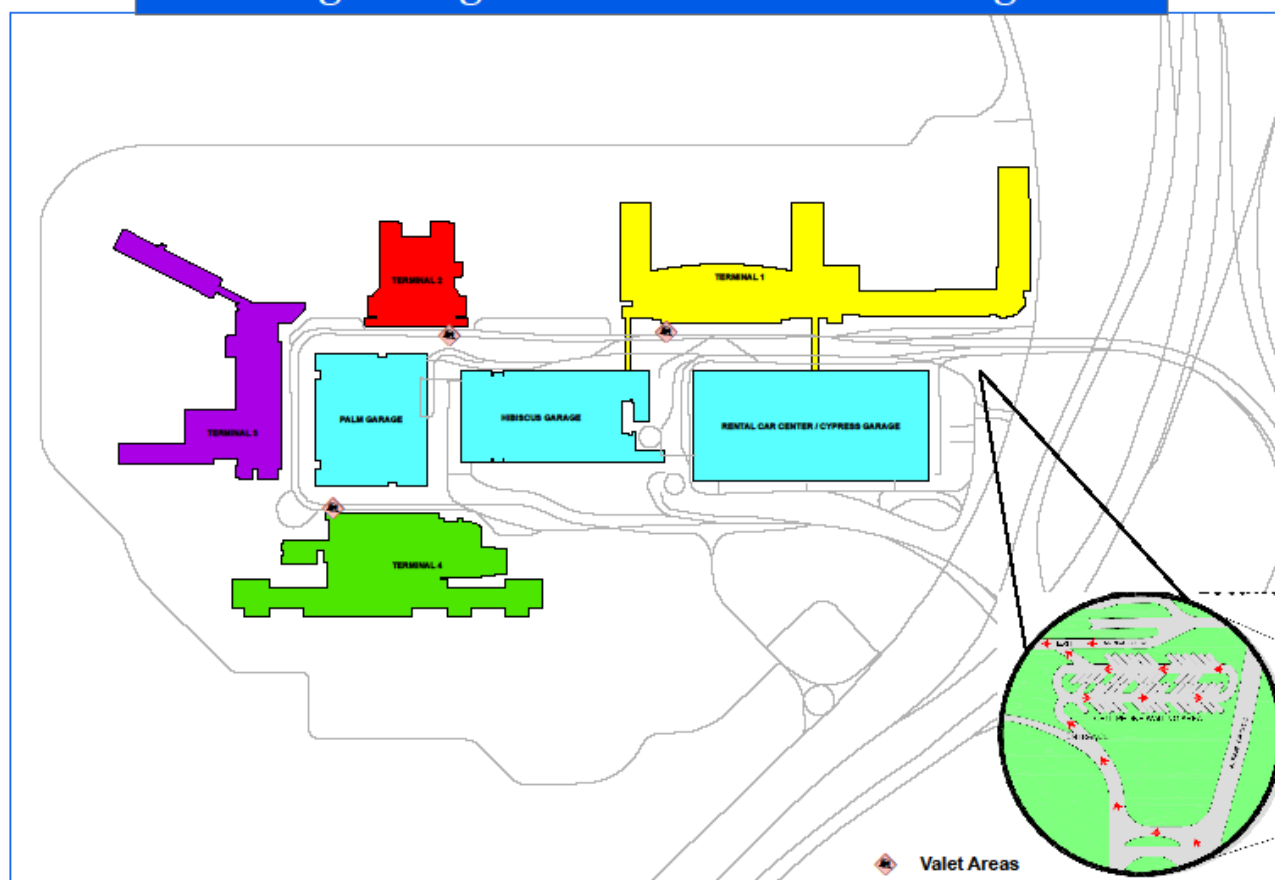 TERMINAL 1
TERMINAL 2
PALM GARAGE
HIBISCUS GARAGE
RENTAL CAR CENTER / CYPRESS GARAGE
TERMINAL 3
TERMINAL 4
EXIT
Valet Areas